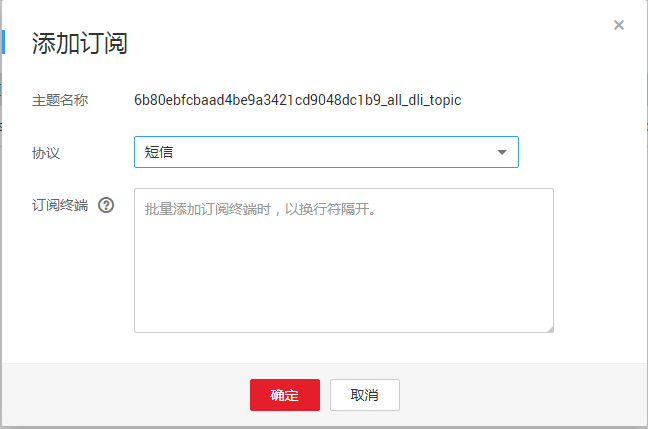 添加订阅
×
主题名称 6b80ebfcbaad4be9a3421cd9048dc1b9_all_dli_topic
协议 短信
订阅终端 ? 批量添加订阅终端时，以换行符隔开。
确定 取消